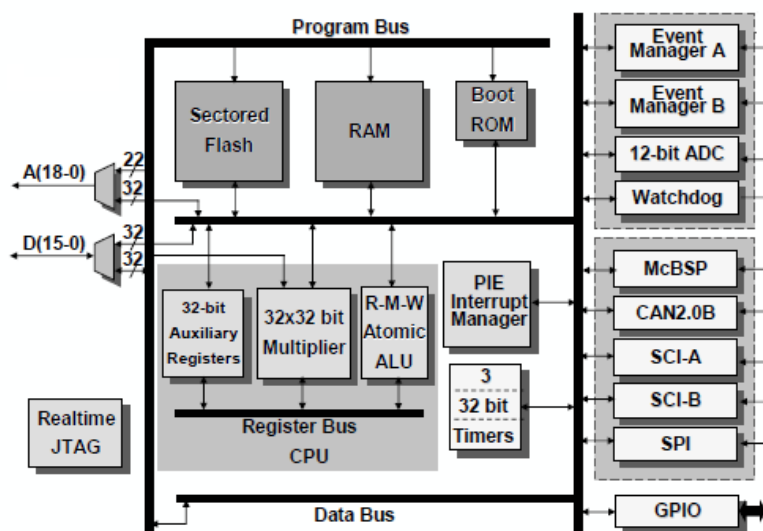 Program Bus
Event
Manager A
Sectored
Flash
RAM
Boot
ROM
Event
Manager B
12-bit ADC
Watchdog
A(18-0)
22
32
D(15-0)
32
32
32-bit
Auxiliary
Registers
32x32 bit
Multiplier
R-M-W
Atomic
ALU
PIE
Interrupt
Manager
McBSP
CAN2.0B
SCI-A
SCI-B
SPI
3
32 bit
Timers
Register Bus
CPU
Realtime
JTAG
Data Bus
GPIO